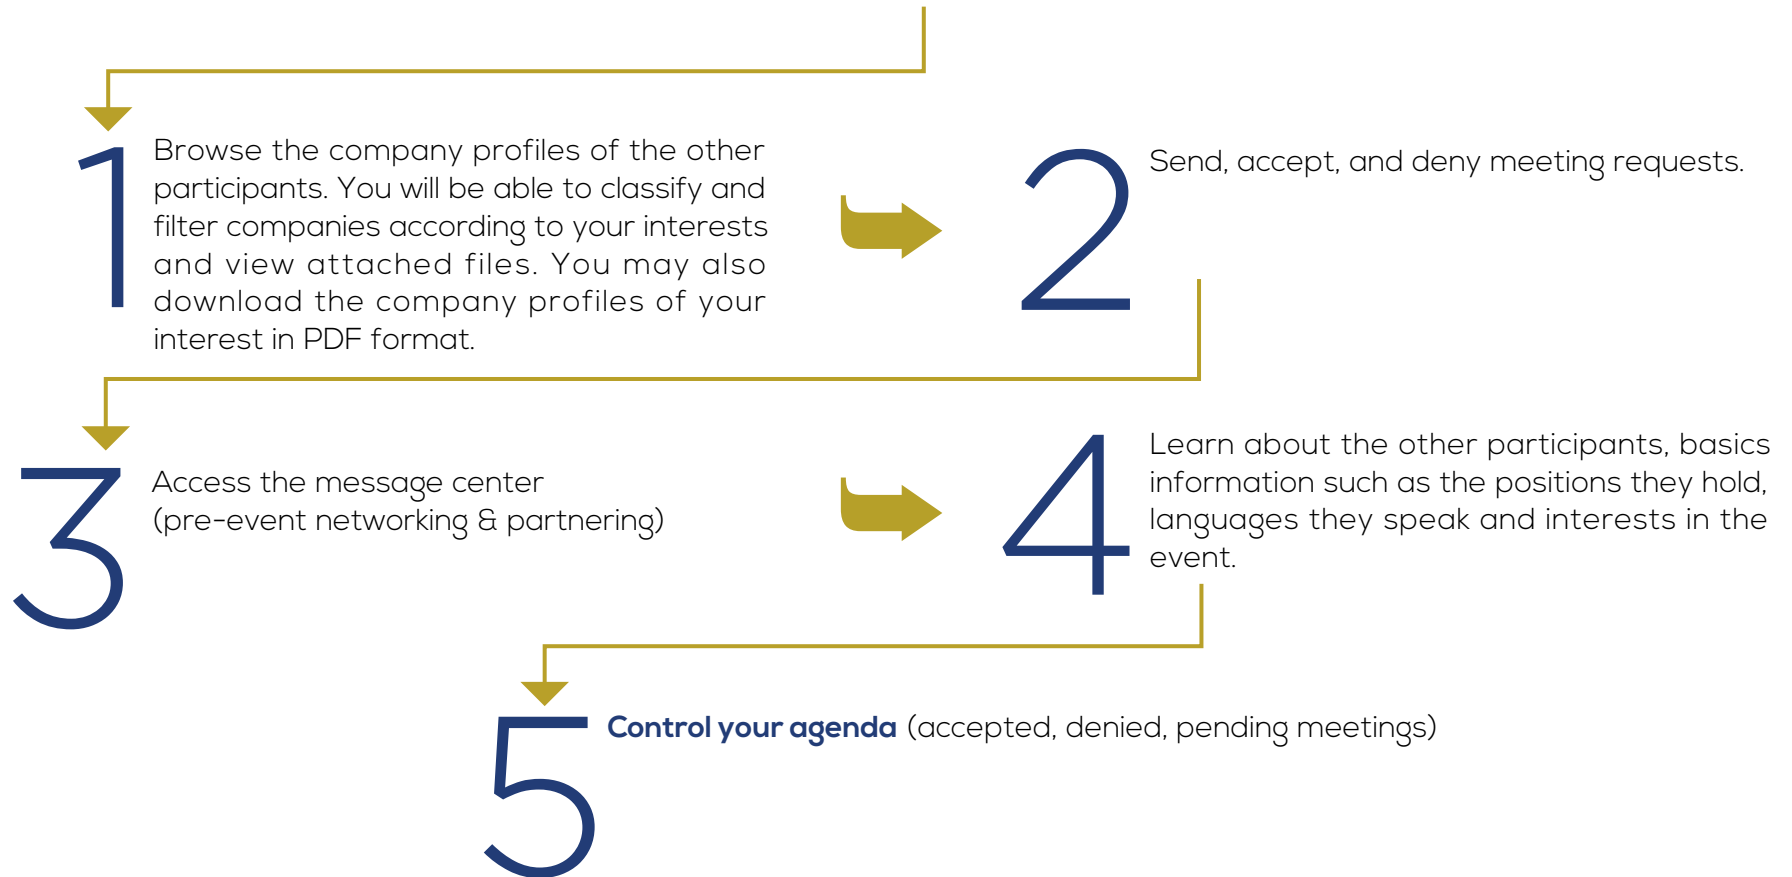 1
Browse the company profiles of the other
participants. You will be able to classify and
filter companies according to your interests
and view attached files. You may also
download the company profiles of your
interest in PDF format.
2
Send, accept, and deny meeting requests.
3
Access the message center
(pre-event networking & partnering)
4
Learn about the other participants, basics
information such as the positions they hold,
languages they speak and interests in the
event.
5
Control your agenda (accepted, denied, pending meetings)